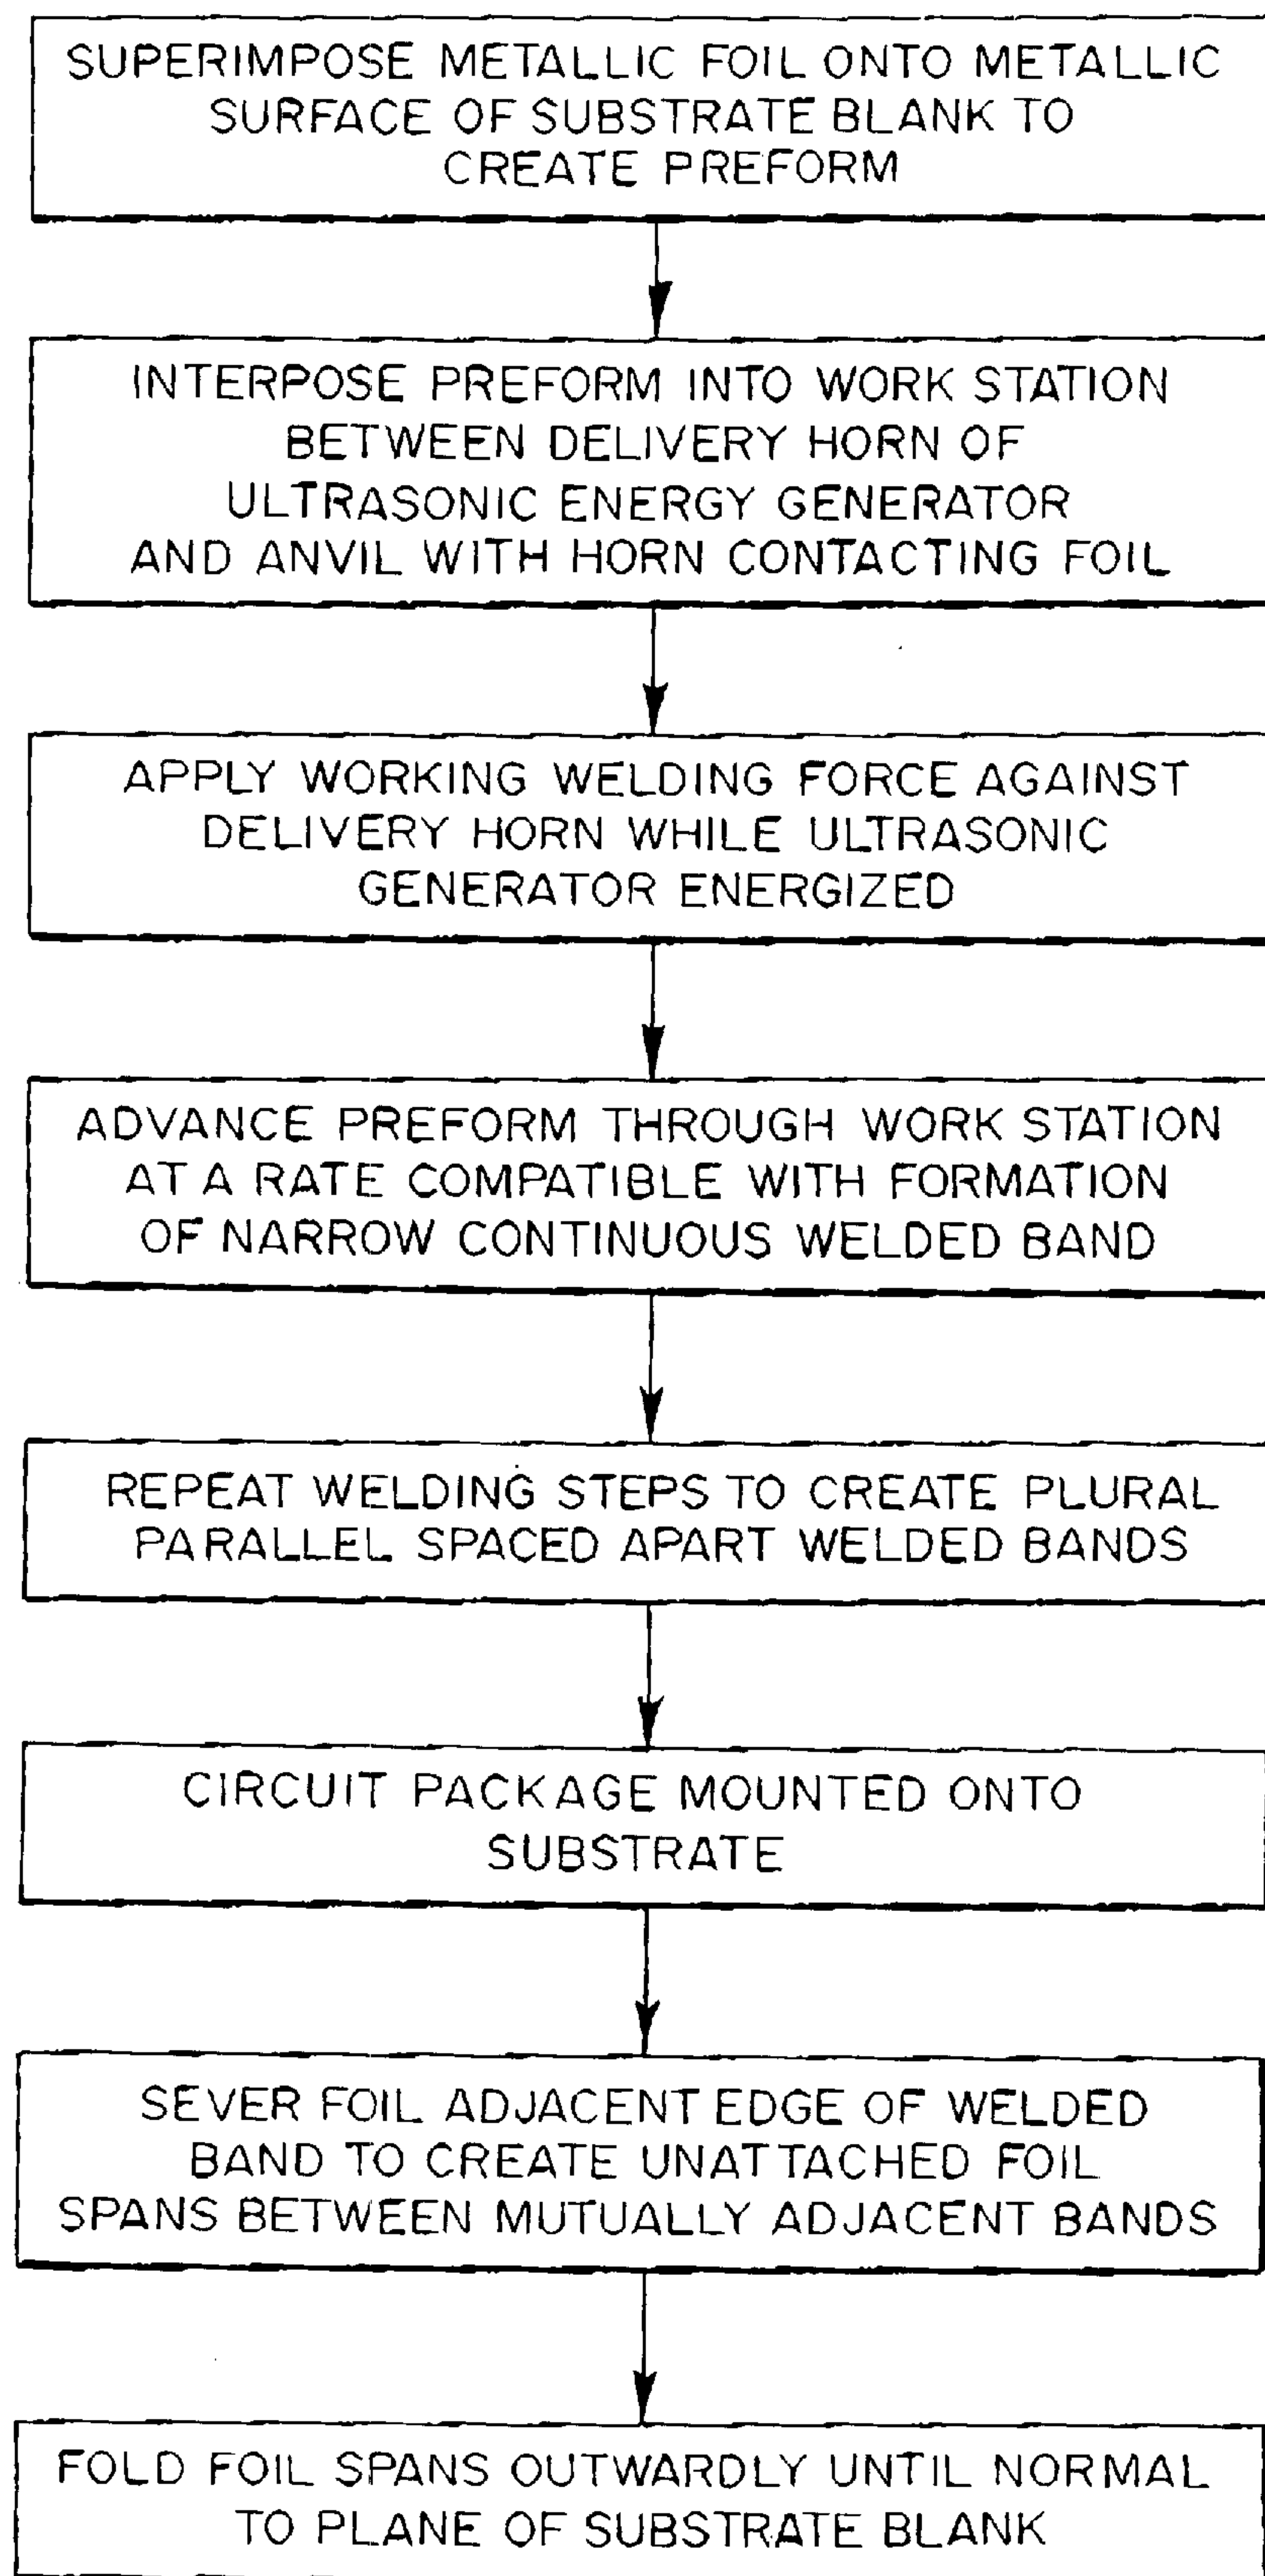 SUPERIMPOSE METALLIC FOIL ONTO METALLIC
SURFACE OF SUBSTRATE BLANK TO
CREATE PREFORM
INTERPOSE PREFORM INTO WORK STATION
BETWEEN DELIVERY HORN OF
ULTRASONIC ENERGY GENERATOR
AND ANVIL WITH HORN CONTACTING FOIL
APPLY WORKING WELDING FORCE AGAINST
DELIVERY HORN WHILE ULTRASONIC
GENERATOR ENERGIZED
ADVANCE PREFORM THROUGH WORK STATION
AT A RATE COMPATIBLE WITH FORMATION
OF NARROW CONTINUOUS WELDED BAND
REPEAT WELDING STEPS TO CREATE PLURAL
PARALLEL SPACED APART WELDED BANDS
CIRCUIT PACKAGE MOUNTED ONTO
SUBSTRATE
SEVER FOIL ADJACENT EDGE OF WELDED
BAND TO CREATE UNATTACHED FOIL
SPANS BETWEEN MUTUALLY ADJACENT BANDS
FOLD FOIL SPANS OUTWARDLY UNTIL NORMAL
TO PLANE OF SUBSTRATE BLANK